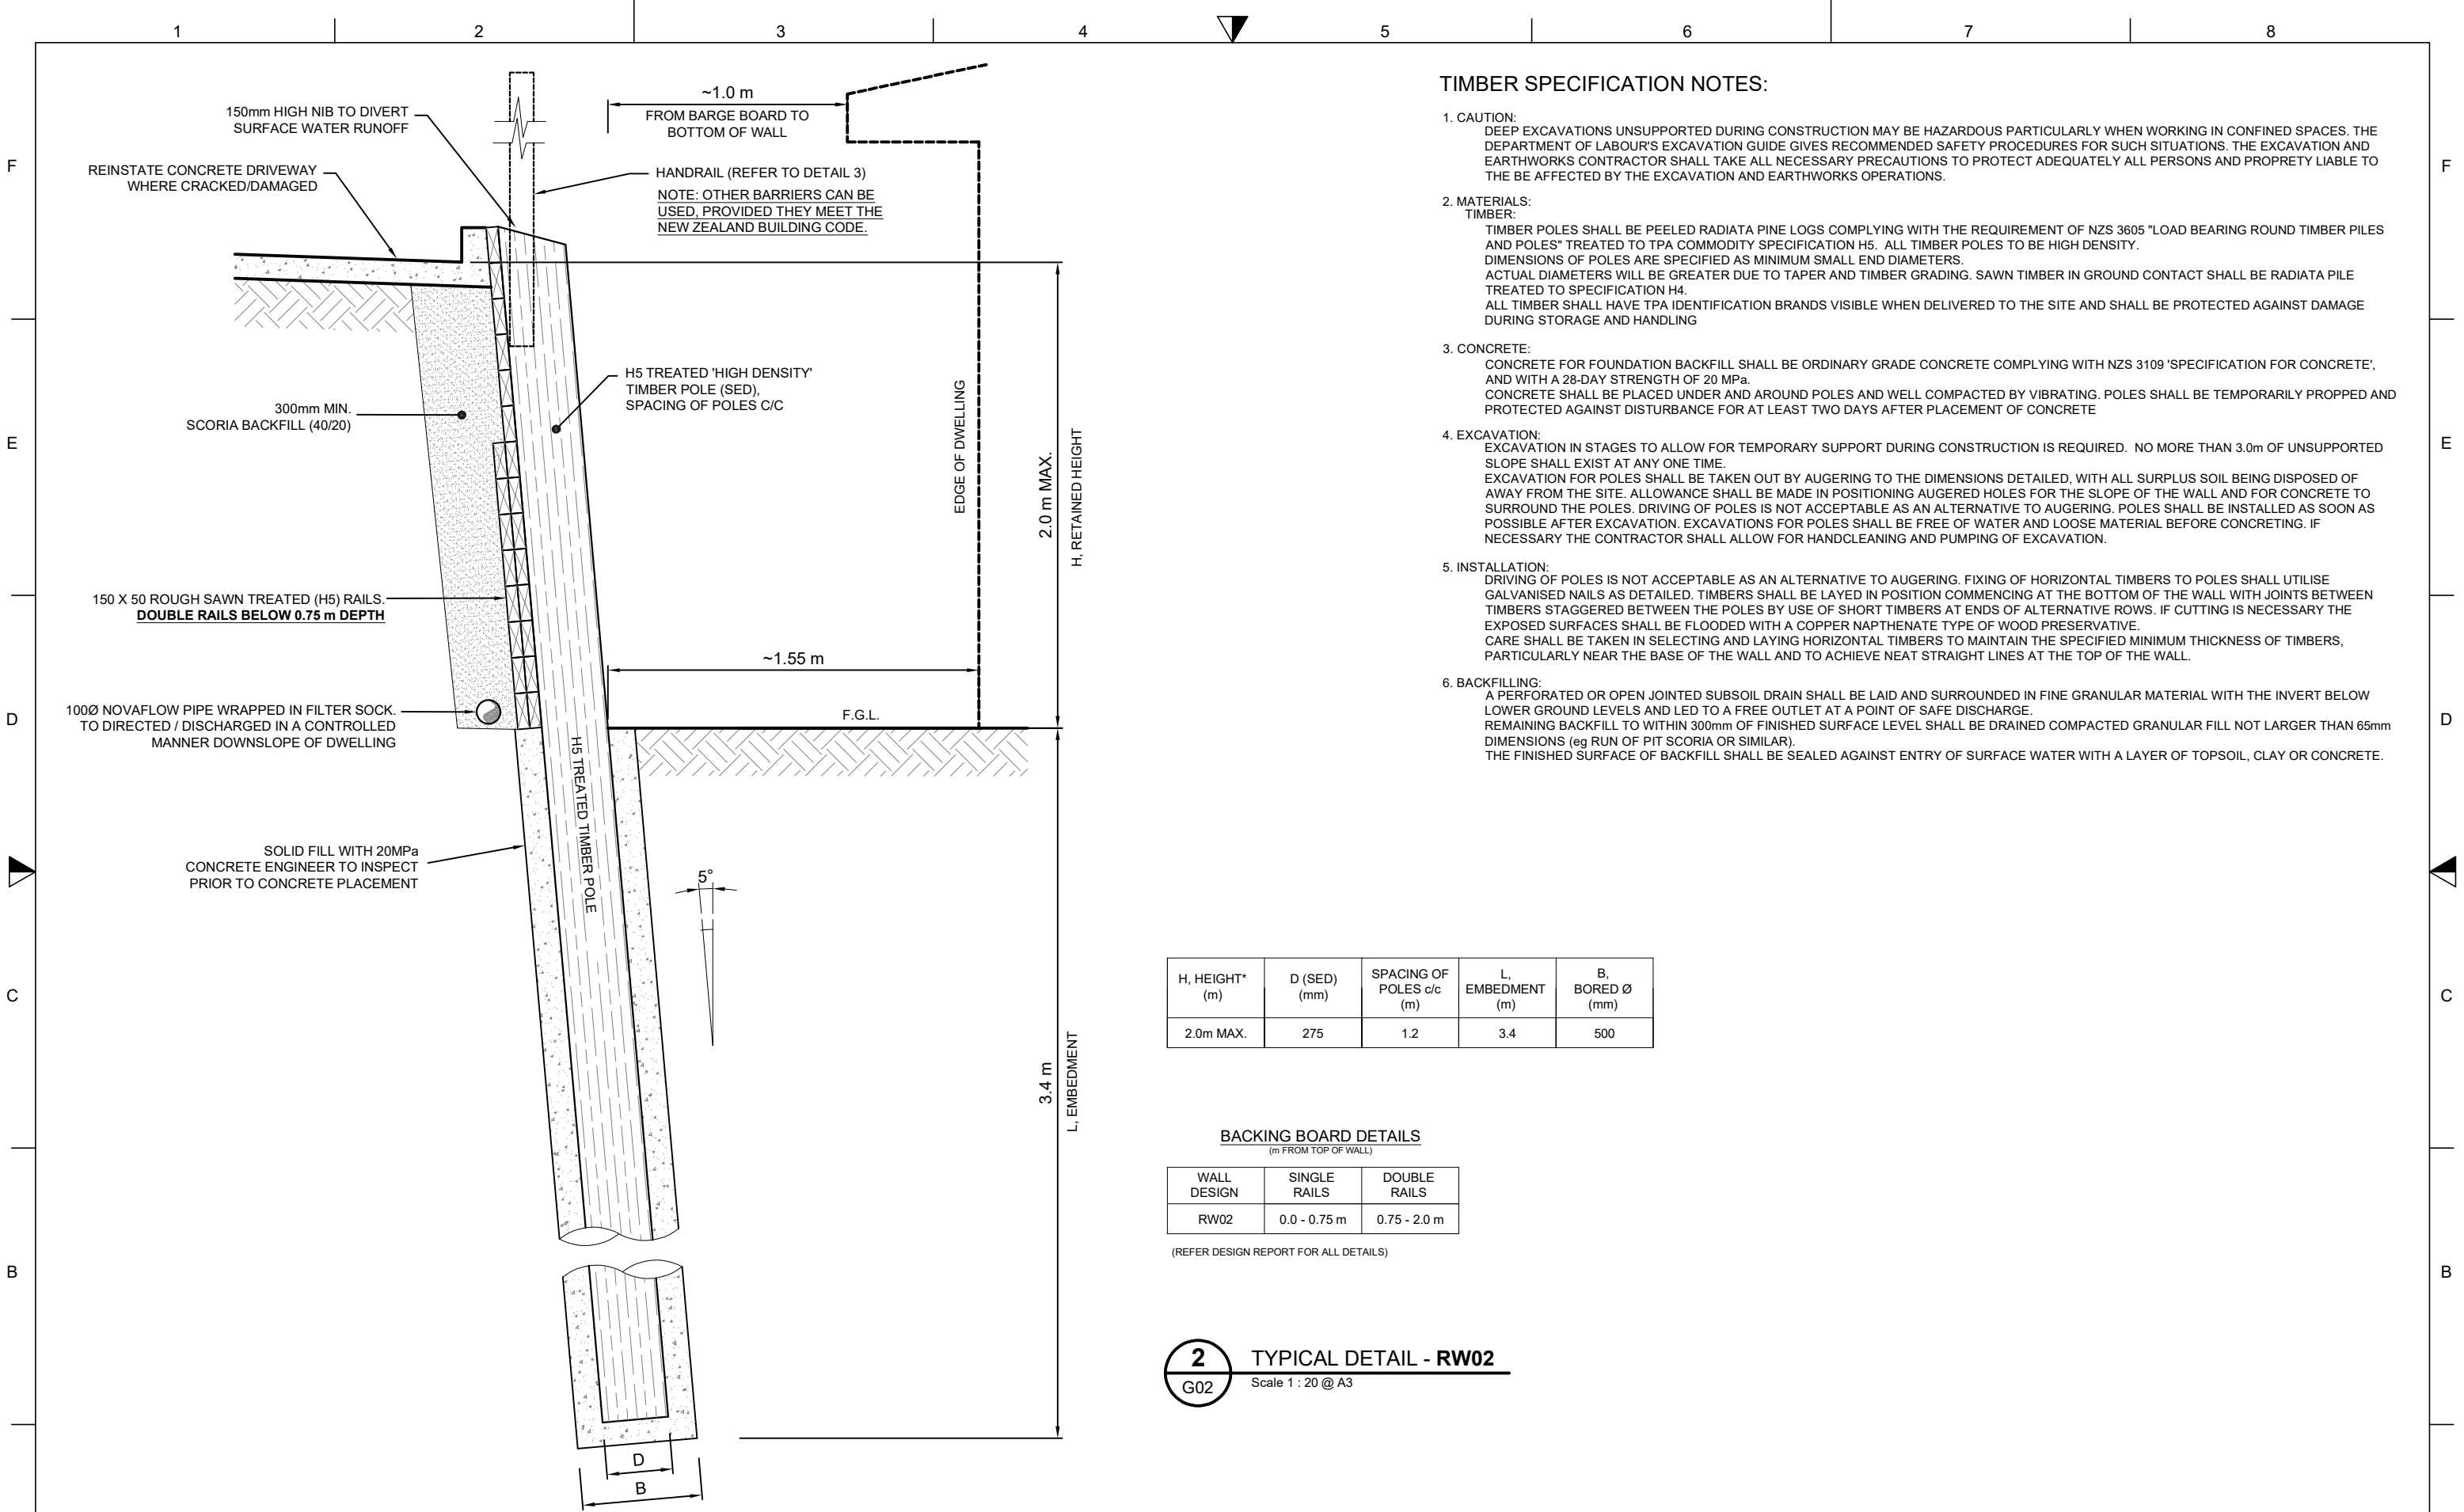 1 2 3 4 5 6 7 8
F
E
D
C
B
F
E
D
C
B
150mm HIGH NIB TO DIVERT
SURFACE WATER RUNOFF
REINSTATE CONCRETE DRIVEWAY
WHERE CRACKED/DAMAGED
~1.0 m
FROM BARGE BOARD TO
BOTTOM OF WALL
HANDRAIL (REFER TO DETAIL 3)
NOTE: OTHER BARRIERS CAN BE
USED, PROVIDED THEY MEET THE
NEW ZEALAND BUILDING CODE.
H5 TREATED 'HIGH DENSITY'
TIMBER POLE (SED),
SPACING OF POLES C/C
300mm MIN.
SCORIA BACKFILL (40/20)
EDGE OF DWELLING
2.0 m MAX.
H, RETAINED HEIGHT
150 X 50 ROUGH SAWN TREATED (H5) RAILS.
DOUBLE RAILS BELOW 0.75 m DEPTH
~1.55 m
100Ø NOVAFLOW PIPE WRAPPED IN FILTER SOCK.
TO DIRECTED / DISCHARGED IN A CONTROLLED
MANNER DOWNSLOPE OF DWELLING
F.G.L.
H5 TREATED TIMBER POLE
SOLID FILL WITH 20MPa
CONCRETE ENGINEER TO INSPECT
PRIOR TO CONCRETE PLACEMENT
5°
3.4 m
L, EMBEDMENT
D
B
TIMBER SPECIFICATION NOTES:
1. CAUTION:
DEEP EXCAVATIONS UNSUPPORTED DURING CONSTRUCTION MAY BE HAZARDOUS PARTICULARLY WHEN WORKING IN CONFINED SPACES. THE
DEPARTMENT OF LABOUR'S EXCAVATION GUIDE GIVES RECOMMENDED SAFETY PROCEDURES FOR SUCH SITUATIONS. THE EXCAVATION AND
EARTHWORKS CONTRACTOR SHALL TAKE ALL NECESSARY PRECAUTIONS TO PROTECT ADEQUATELY ALL PERSONS AND PROPRETY LIABLE TO
THE BE AFFECTED BY THE EXCAVATION AND EARTHWORKS OPERATIONS.
2. MATERIALS:
TIMBER:
TIMBER POLES SHALL BE PEELED RADIATA PINE LOGS COMPLYING WITH THE REQUIREMENT OF NZS 3605 "LOAD BEARING ROUND TIMBER PILES
AND POLES" TREATED TO TPA COMMODITY SPECIFICATION H5. ALL TIMBER POLES TO BE HIGH DENSITY.
DIMENSIONS OF POLES ARE SPECIFIED AS MINIMUM SMALL END DIAMETERS.
ACTUAL DIAMETERS WILL BE GREATER DUE TO TAPER AND TIMBER GRADING. SAWN TIMBER IN GROUND CONTACT SHALL BE RADIATA PILE
TREATED TO SPECIFICATION H4.
ALL TIMBER SHALL HAVE TPA IDENTIFICATION BRANDS VISIBLE WHEN DELIVERED TO THE SITE AND SHALL BE PROTECTED AGAINST DAMAGE
DURING STORAGE AND HANDLING
3. CONCRETE:
CONCRETE FOR FOUNDATION BACKFILL SHALL BE ORDINARY GRADE CONCRETE COMPLYING WITH NZS 3109 'SPECIFICATION FOR CONCRETE',
AND WITH A 28-DAY STRENGTH OF 20 MPa.
CONCRETE SHALL BE PLACED UNDER AND AROUND POLES AND WELL COMPACTED BY VIBRATING. POLES SHALL BE TEMPORARILY PROPPED AND
PROTECTED AGAINST DISTURBANCE FOR AT LEAST TWO DAYS AFTER PLACEMENT OF CONCRETE
4. EXCAVATION:
EXCAVATION IN STAGES TO ALLOW FOR TEMPORARY SUPPORT DURING CONSTRUCTION IS REQUIRED. NO MORE THAN 3.0m OF UNSUPPORTED
SLOPE SHALL EXIST AT ANY ONE TIME.
EXCAVATION FOR POLES SHALL BE TAKEN OUT BY AUGERING TO THE DIMENSIONS DETAILED, WITH ALL SURPLUS SOIL BEING DISPOSED OF
AWAY FROM THE SITE. ALLOWANCE SHALL BE MADE IN POSITIONING AUGERED HOLES FOR THE SLOPE OF THE WALL AND FOR CONCRETE TO
SURROUND THE POLES. DRIVING OF POLES IS NOT ACCEPTABLE AS AN ALTERNATIVE TO AUGERING. POLES SHALL BE INSTALLED AS SOON AS
POSSIBLE AFTER EXCAVATION. EXCAVATIONS FOR POLES SHALL BE FREE OF WATER AND LOOSE MATERIAL BEFORE CONCRETING. IF
NECESSARY THE CONTRACTOR SHALL ALLOW FOR HANDCLEANING AND PUMPING OF EXCAVATION.
5. INSTALLATION:
DRIVING OF POLES IS NOT ACCEPTABLE AS AN ALTERNATIVE TO AUGERING. FIXING OF HORIZONTAL TIMBERS TO POLES SHALL UTILISE
GALVANISED NAILS AS DETAILED. TIMBERS SHALL BE LAYED IN POSITION COMMENCING AT THE BOTTOM OF THE WALL WITH JOINTS BETWEEN
TIMBERS STAGGERED BETWEEN THE POLES BY USE OF SHORT TIMBERS AT ENDS OF ALTERNATIVE ROWS. IF CUTTING IS NECESSARY THE
EXPOSED SURFACES SHALL BE FLOODED WITH A COPPER NAPTHENATE TYPE OF WOOD PRESERVATIVE.
CARE SHALL BE TAKEN IN SELECTING AND LAYING HORIZONTAL TIMBERS TO MAINTAIN THE SPECIFIED MINIMUM THICKNESS OF TIMBERS,
PARTICULARLY NEAR THE BASE OF THE WALL AND TO ACHIEVE NEAT STRAIGHT LINES AT THE TOP OF THE WALL.
6. BACKFILLING:
A PERFORATED OR OPEN JOINTED SUBSOIL DRAIN SHALL BE LAID AND SURROUNDED IN FINE GRANULAR MATERIAL WITH THE INVERT BELOW
LOWER GROUND LEVELS AND LED TO A FREE OUTLET AT A POINT OF SAFE DISCHARGE.
REMAINING BACKFILL TO WITHIN 300mm OF FINISHED SURFACE LEVEL SHALL BE DRAINED COMPACTED GRANULAR FILL NOT LARGER THAN 65mm
DIMENSIONS (eg RUN OF PIT SCORIA OR SIMILAR).
THE FINISHED SURFACE OF BACKFILL SHALL BE SEALED AGAINST ENTRY OF SURFACE WATER WITH A LAYER OF TOPSOIL, CLAY OR CONCRETE.
H, HEIGHT* (m) D (SED) (mm) SPACING OF POLES c/c (m) L, EMBEDMENT (m) B, BORED Ø (mm)
2.0m MAX. 275 1.2 3.4 500
BACKING BOARD DETAILS
(m FROM TOP OF WALL)
WALL DESIGN SINGLE RAILS DOUBLE RAILS
RW02 0.0 - 0.75 m 0.75 - 2.0 m
(REFER DESIGN REPORT FOR ALL DETAILS)
2
G02
TYPICAL DETAIL - RW02
Scale 1 : 20 @ A3